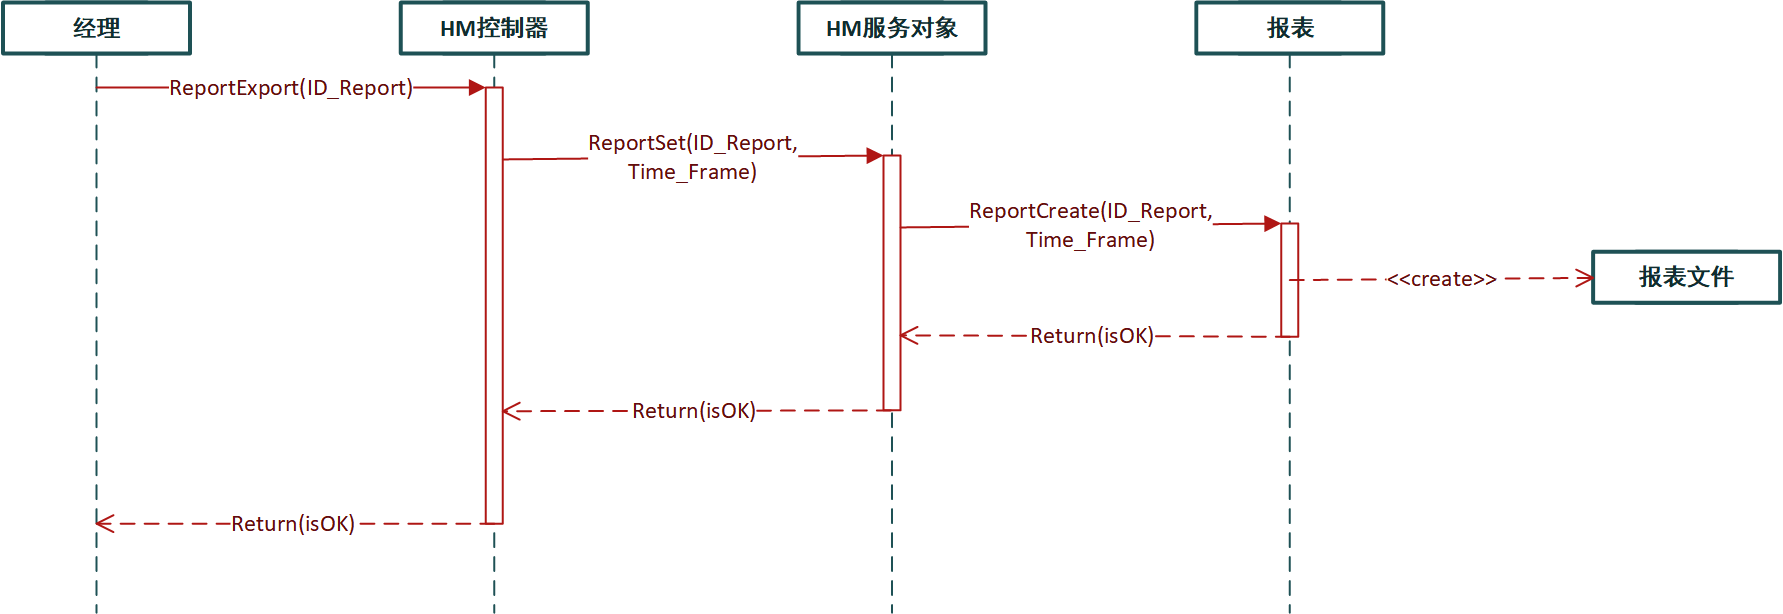 经理
HM控制器
HM服务对象
报表
ReportExport(ID_Report)
ReportSet(ID_Report,
Time_Frame)
ReportCreate(ID_Report,
Time_Frame)
<<create>>
报表文件
Return(isOK)
Return(isOK)
Return(isOK)